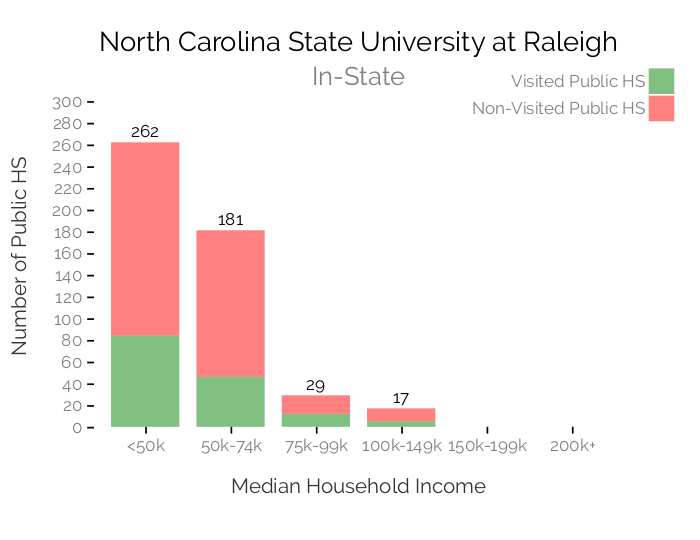 North Carolina State University at Raleigh
In-State
Visited Public HS
Non-Visited Public HS
Number of Public HS
300
280
260
240
220
200
180
160
140
120
100
80
60
40
20
0
262
181
29
17
<50k
50k-74k
75k-99k
100k-149k
150k-199k
200k+
Median Household Income